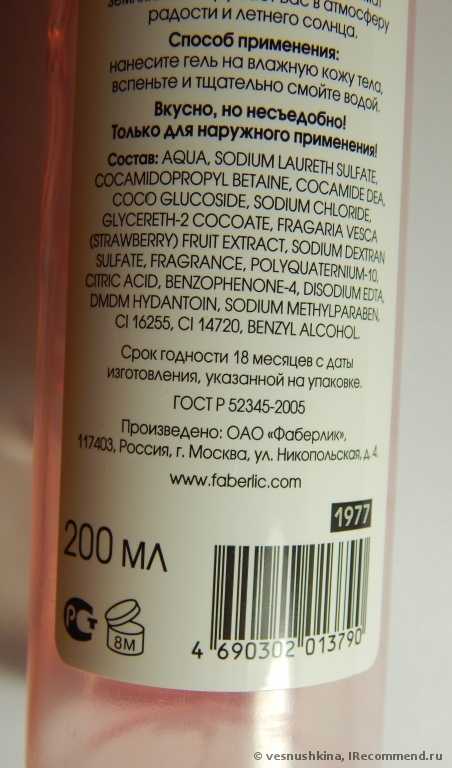 вас в атмосферу
радости и летнего солнца.
Способ применения:
нанесите гель на влажную кожу тела,
вспеньте и тщательно смойте водой.
Вкусно, но несъедобно!
Только для наружного применения!
Состав: AQUA, SODIUM LAURETH SULFATE,
COCAMIDOPROPYL BETAINE, COCAMIDE DEA,
COCO GLUCOSIDE, SODIUM CHLORIDE,
GLYCERETH-2 COCOATE, FRAGARIA VESCA
(STRAWBERRY) FRUIT EXTRACT, SODIUM DEXTRAN
SULFATE, FRAGRANCE, POLYQUATERNIUM-10,
CITRIC ACID, BENZOPHENONE-4, DISODIUM EDTA,
DMDM HYDANTOIN, SODIUM METHYLPARABEN,
CI 16255, CI 14720, BENZYL ALCOHOL.
Срок годности 18 месяцев с даты
изготовления, указанной на упаковке.
ГОСТ Р 52345-2005
Произведено: ОАО «Фаберлик»,
117403, Россия, г. Москва, ул. Никопольская, д. 4.
www.faberlic.com
1977
200 МЛ
РСТ
8М
4 690302 013790
© vesnushkina, IRecommend.ru